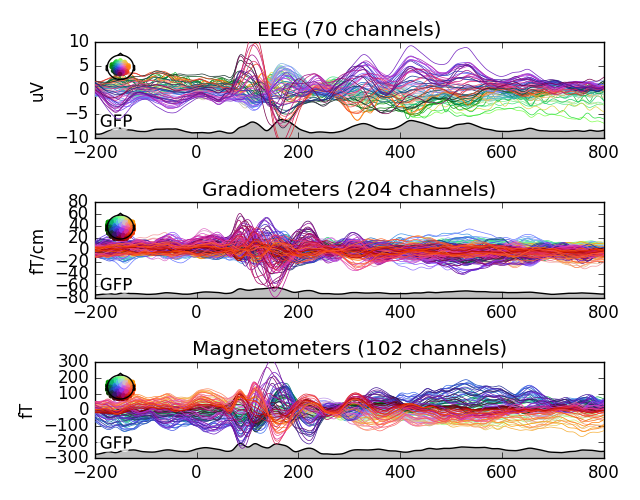 EEG (70 channels)
10
5
0
−5
−10
uV
GFP
−200 0 200 400 600 800
Gradiometers (204 channels)
80
60
40
20
0
−20
−40
−60
−80
fT/cm
GFP
−200 0 200 400 600 800
Magnetometers (102 channels)
300
200
100
0
−100
−200
−300
fT
GFP
−200 0 200 400 600 800